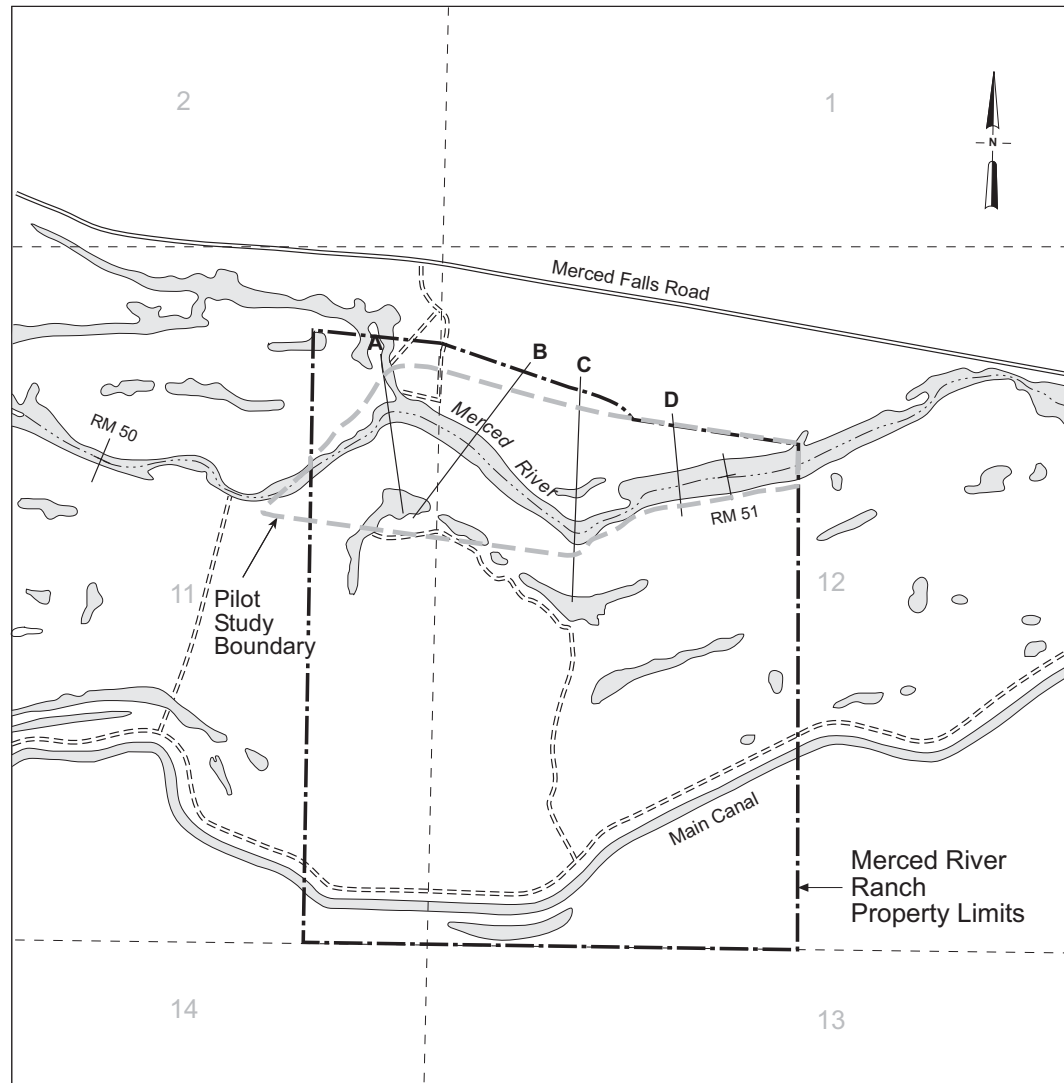 2
1
N
Merced Falls Road
A
B
C
D
Merced
River
RM 50
RM 51
11
12
Pilot
Study
Boundary
Main Canal
Merced River
Ranch
Property Limits
14
13